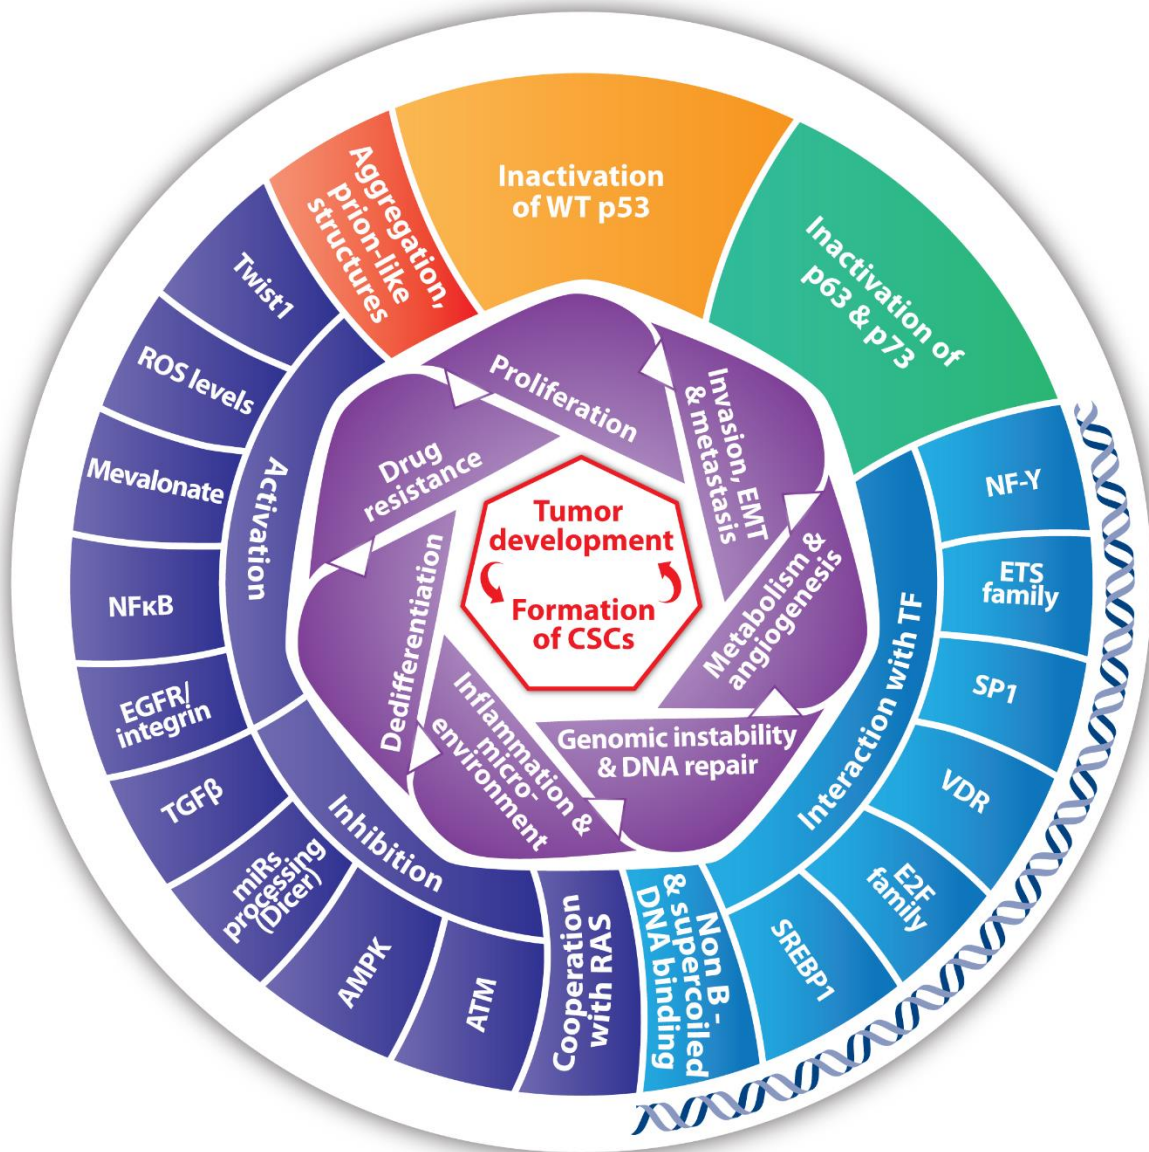 Inactivation
of WT p53
Inactivation of
p63 & p73
NF-Y
ETS
family
SP1
VDR
E2F
family
SREBP1
Interaction with TF
Non B -
& supercoiled
DNA binding
Cooperation
with RAS
ATM
AMPK
miRs
processing
(Dicer)
TGFβ
Inhibition
EGFR/
integrin
NFκB
Mevalonate
ROS levels
Twist1
Activation
Aggregation,
prion-like
structures
Proliferation
Invasion, EMT
& metastasis
Metabolism &
angiogenesis
Genomic instability
& DNA repair
Inflammation &
micro-
environment
Dedifferentiation
Drug
resistance
Tumor
development
Formation
of CSCs